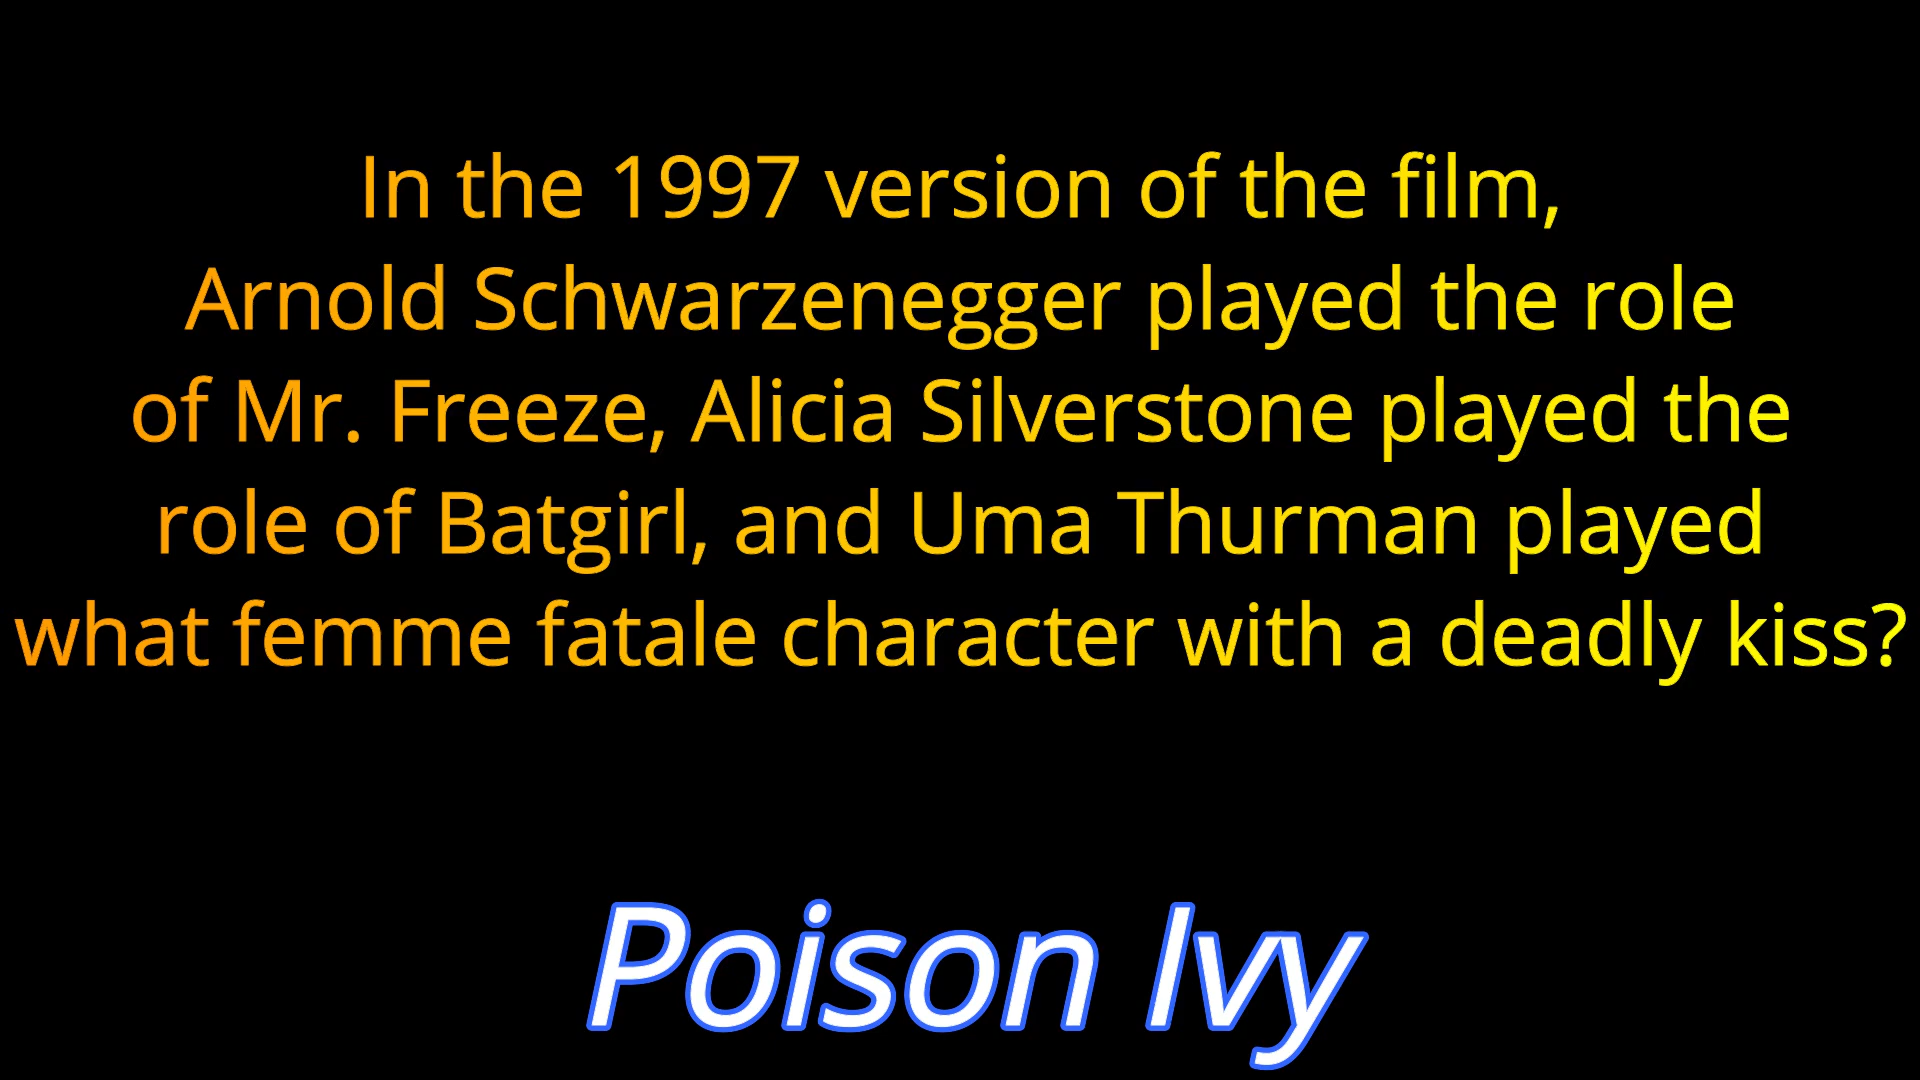 In the 1997 version of the film,
Arnold Schwarzenegger played the role
of Mr. Freeze, Alicia Silverstone played the
role of Batgirl, and Uma Thurman played
what femme fatale character with a deadly kiss?
Poison Ivy